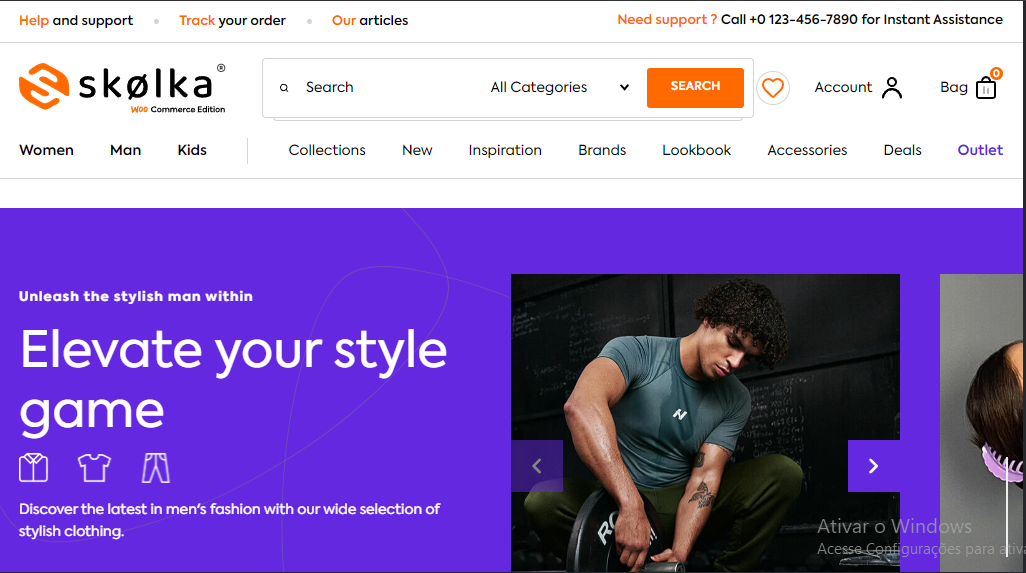 Help and support
Track your order
Our articles
Need support ? Call +0 123-456-7890 for Instant Assistance
skølka®
Woo Commerce Edition
Search
All Categories
SEARCH
Account
Bag
0
Women
Man
Kids
Collections
New
Inspiration
Brands
Lookbook
Accessories
Deals
Outlet
Unleash the stylish man within
Elevate your style
game
Discover the latest in men's fashion with our wide selection of
stylish clothing.
Ativar o Windows
Acesse Configurações para